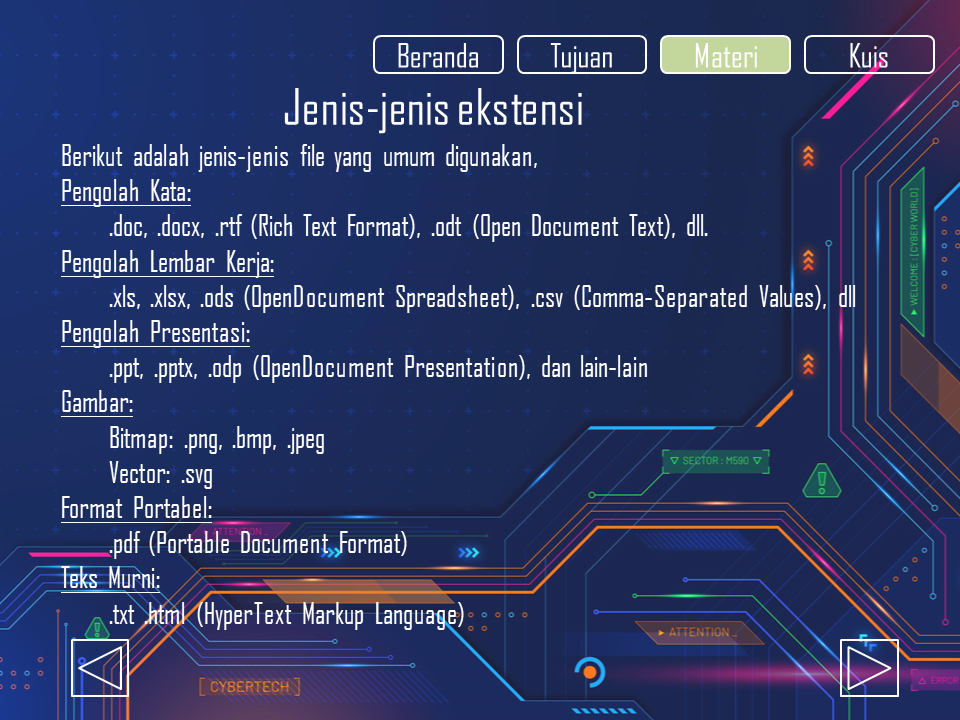 Beranda Tujuan Materi Kuis
Jenis-jenis ekstensi
Berikut adalah jenis-jenis file yang umum digunakan,
Pengolah Kata:
.doc, .docx, .rtf (Rich Text Format), .odt (Open Document Text), dll.
Pengolah Lembar Kerja:
.xls, .xlsx, .ods (OpenDocument Spreadsheet), .csv (Comma-Separated Values), dll
Pengolah Presentasi:
.ppt, .pptx, .odp (OpenDocument Presentation), dan lain-lain
Gambar:
Bitmap: .png, .bmp, .jpeg
Vector: .svg
Format Portabel:
.pdf (Portable Document Format)
Teks Murni:
.txt .html (HyperText Markup Language)
WELCOME : [CYBER WORLD]
SECTOR : M590
ATTENTION_
ATTENTION_
[CYBERTECH]
ERROR